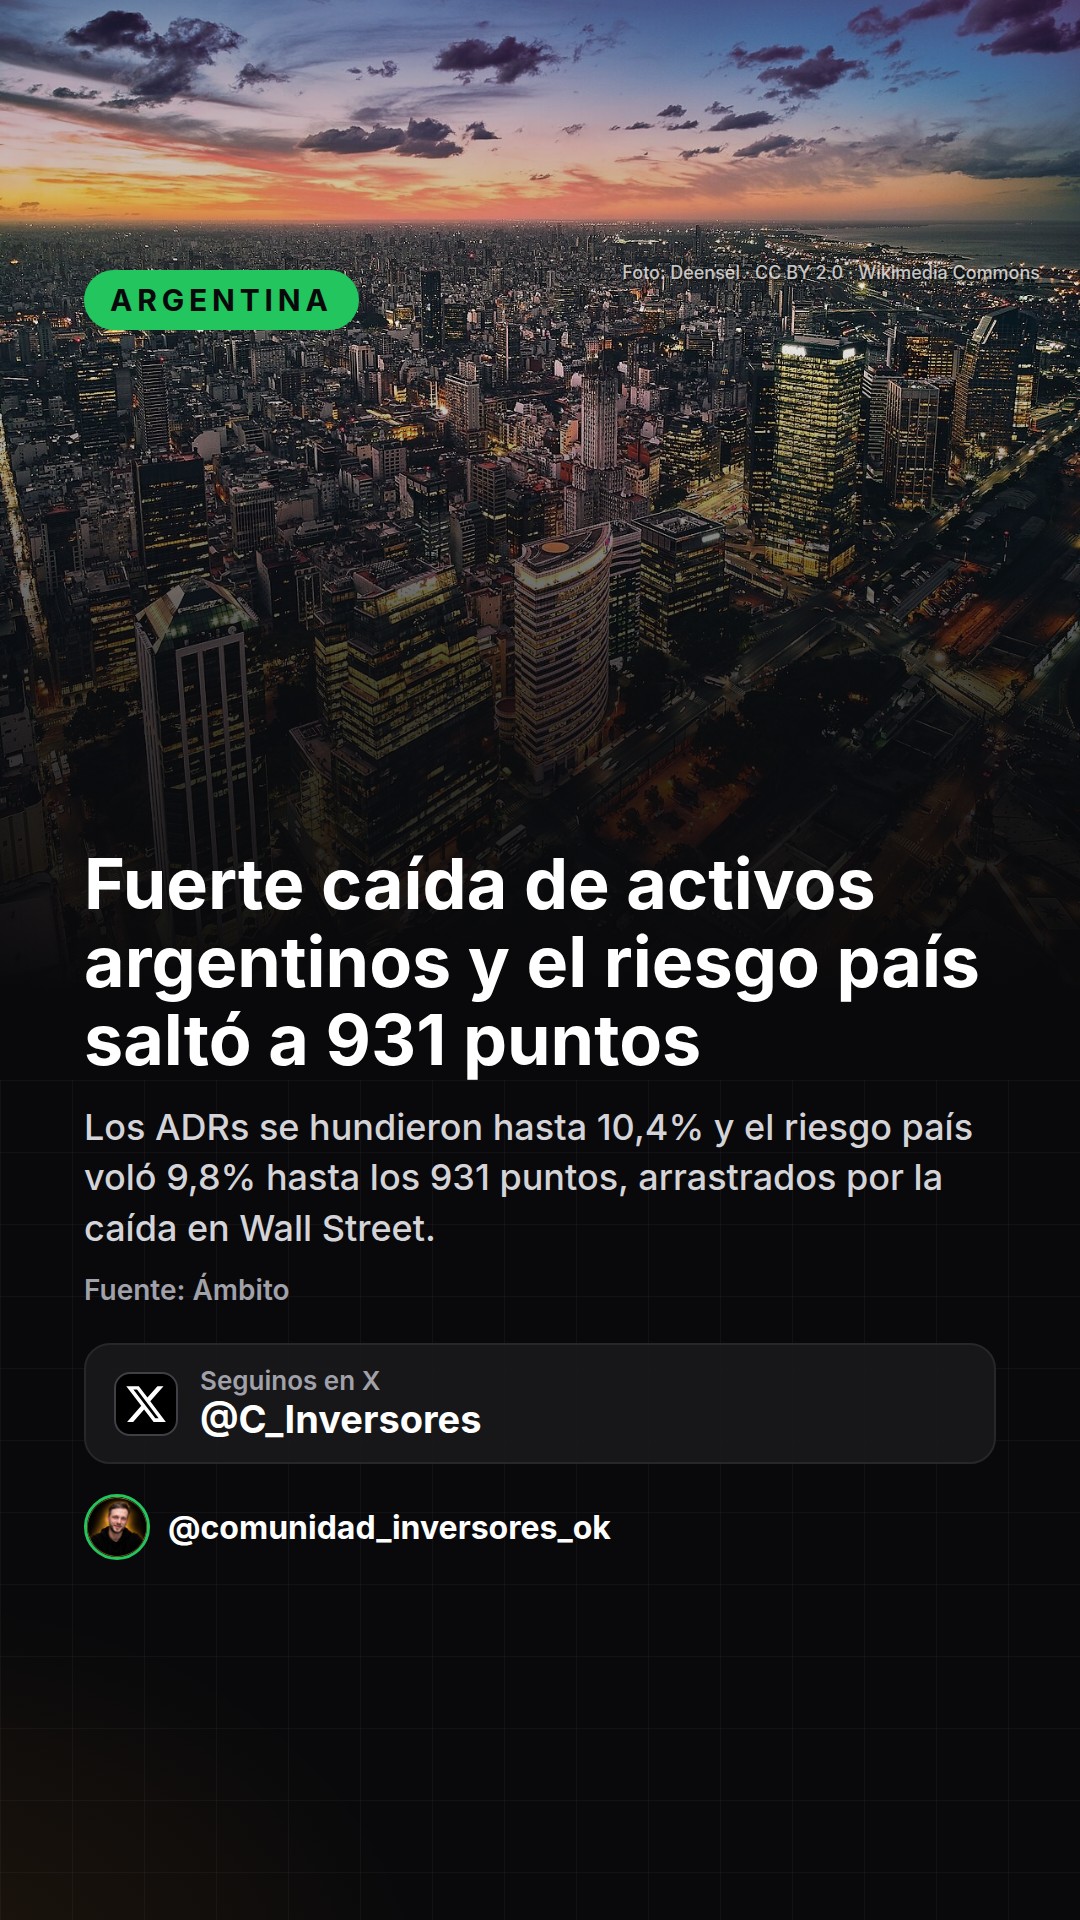 Foto: Deensel · CC BY 2.0 · Wikimedia Commons
ARGENTINA
Fuerte caída de activos
argentinos y el riesgo país
saltó a 931 puntos
Los ADRs se hundieron hasta 10,4% y el riesgo país
voló 9,8% hasta los 931 puntos, arrastrados por la
caída en Wall Street.
Fuente: Ámbito
Seguinos en X
@C_Inversores
@comunidad_inversores_ok